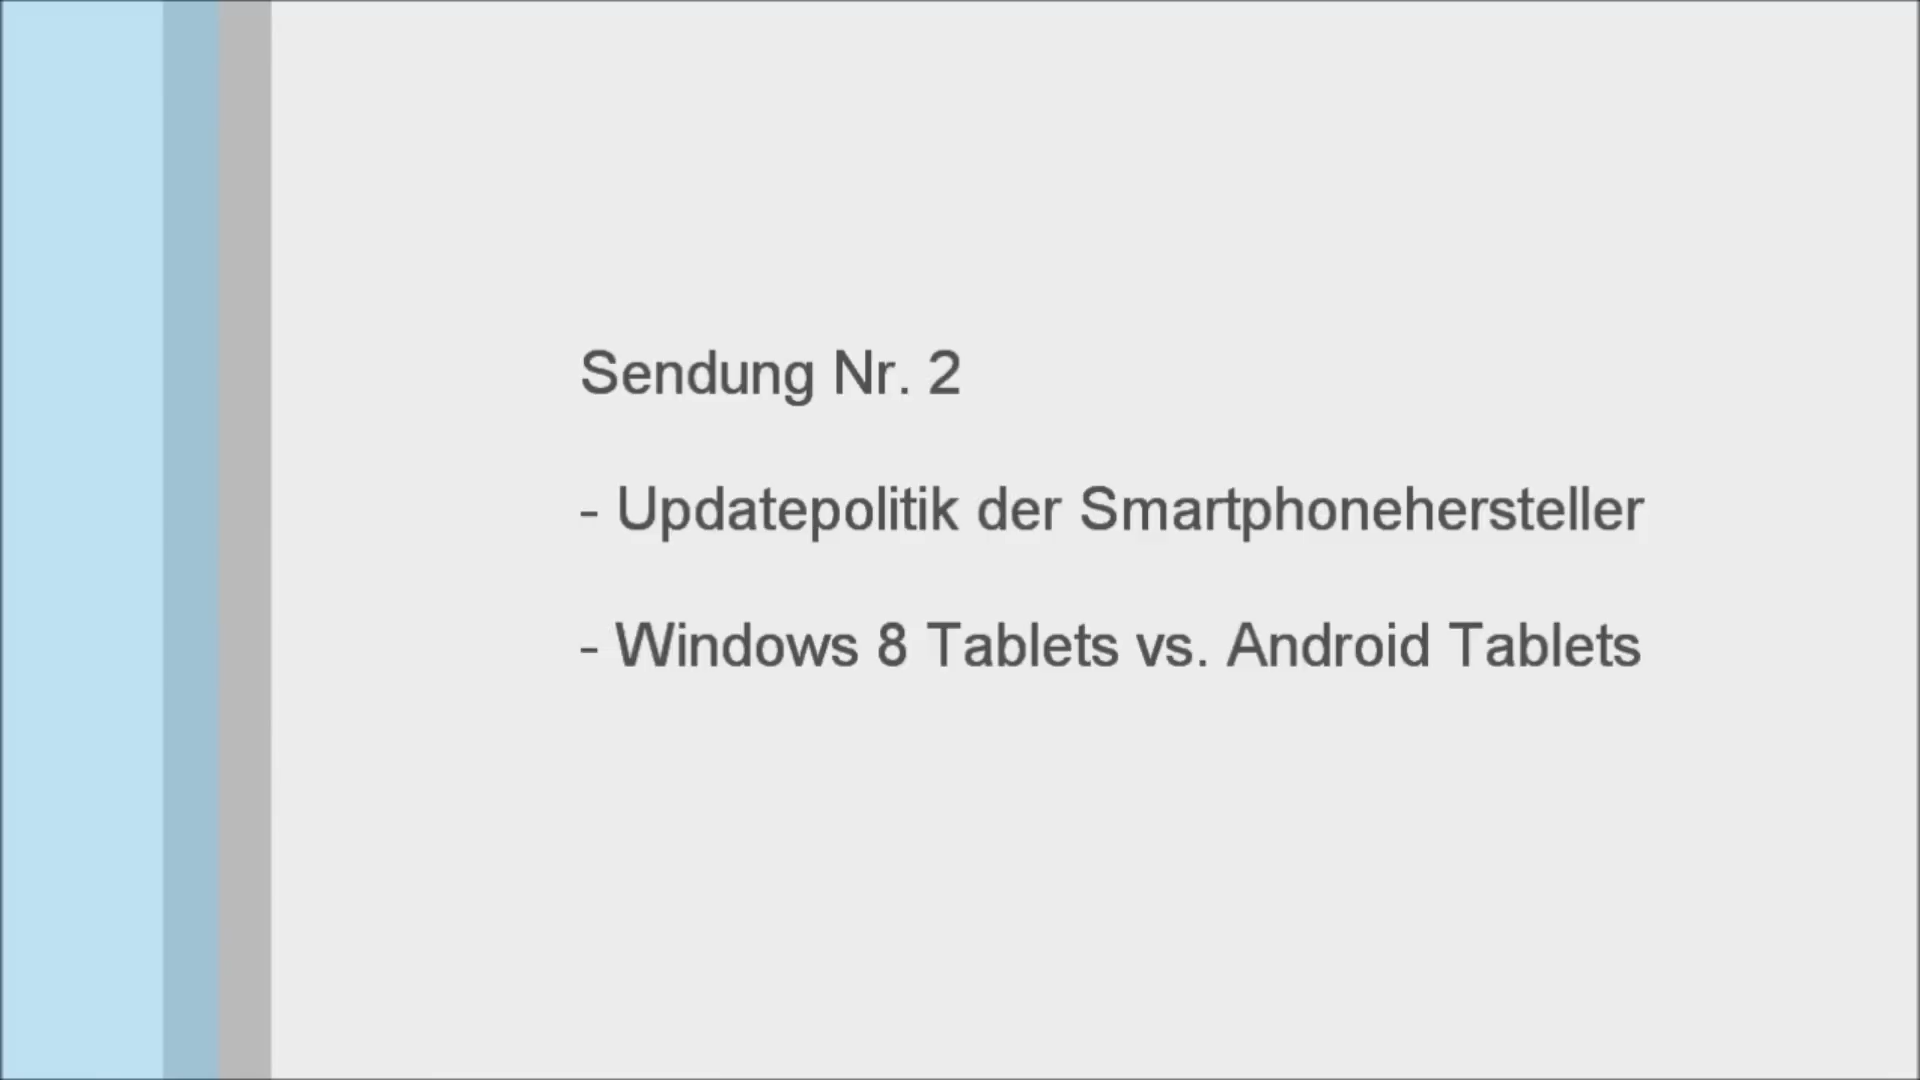 Sendung Nr. 2
- Updatepolitik der Smartphonehersteller
- Windows 8 Tablets vs. Android Tablets